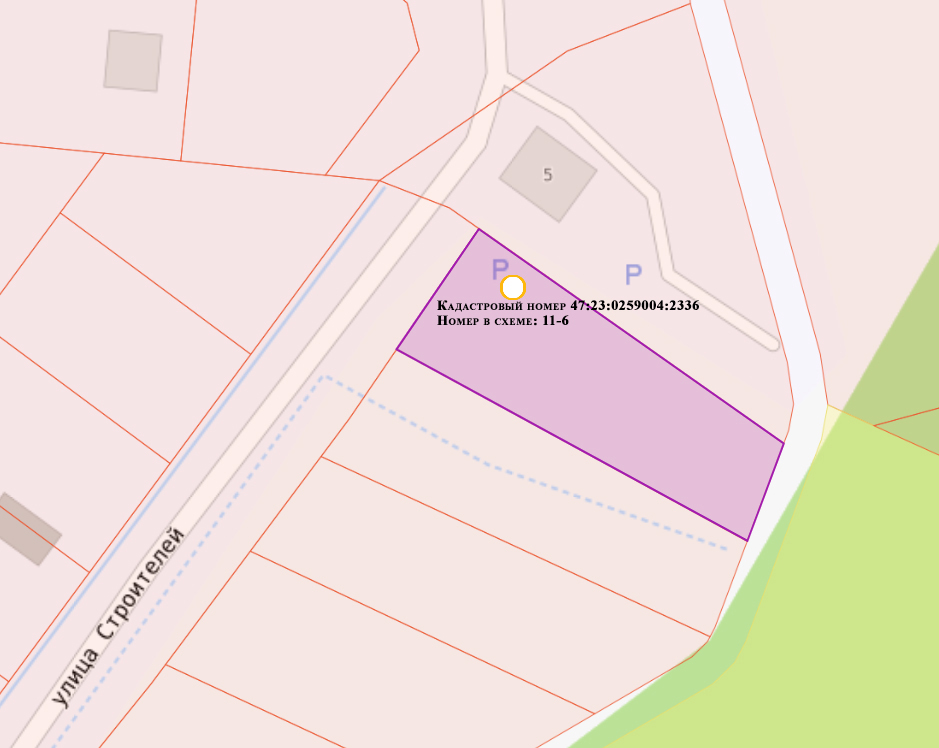 5
P
P
Кадастровый номер 47:23:0259004:2336
Номер в схеме: 11-6
улица Строителей